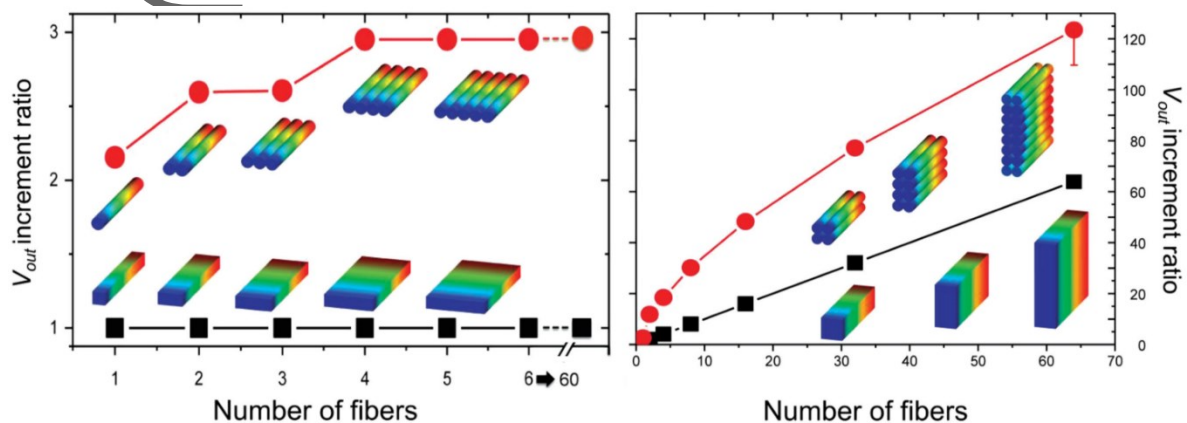 3
2
1
V_out increment ratio
1 2 3 4 5 6 ➡ 60
Number of fibers
120
100
80
60
40
20
0
V_out increment ratio
0 10 20 30 40 50 60 70
Number of fibers